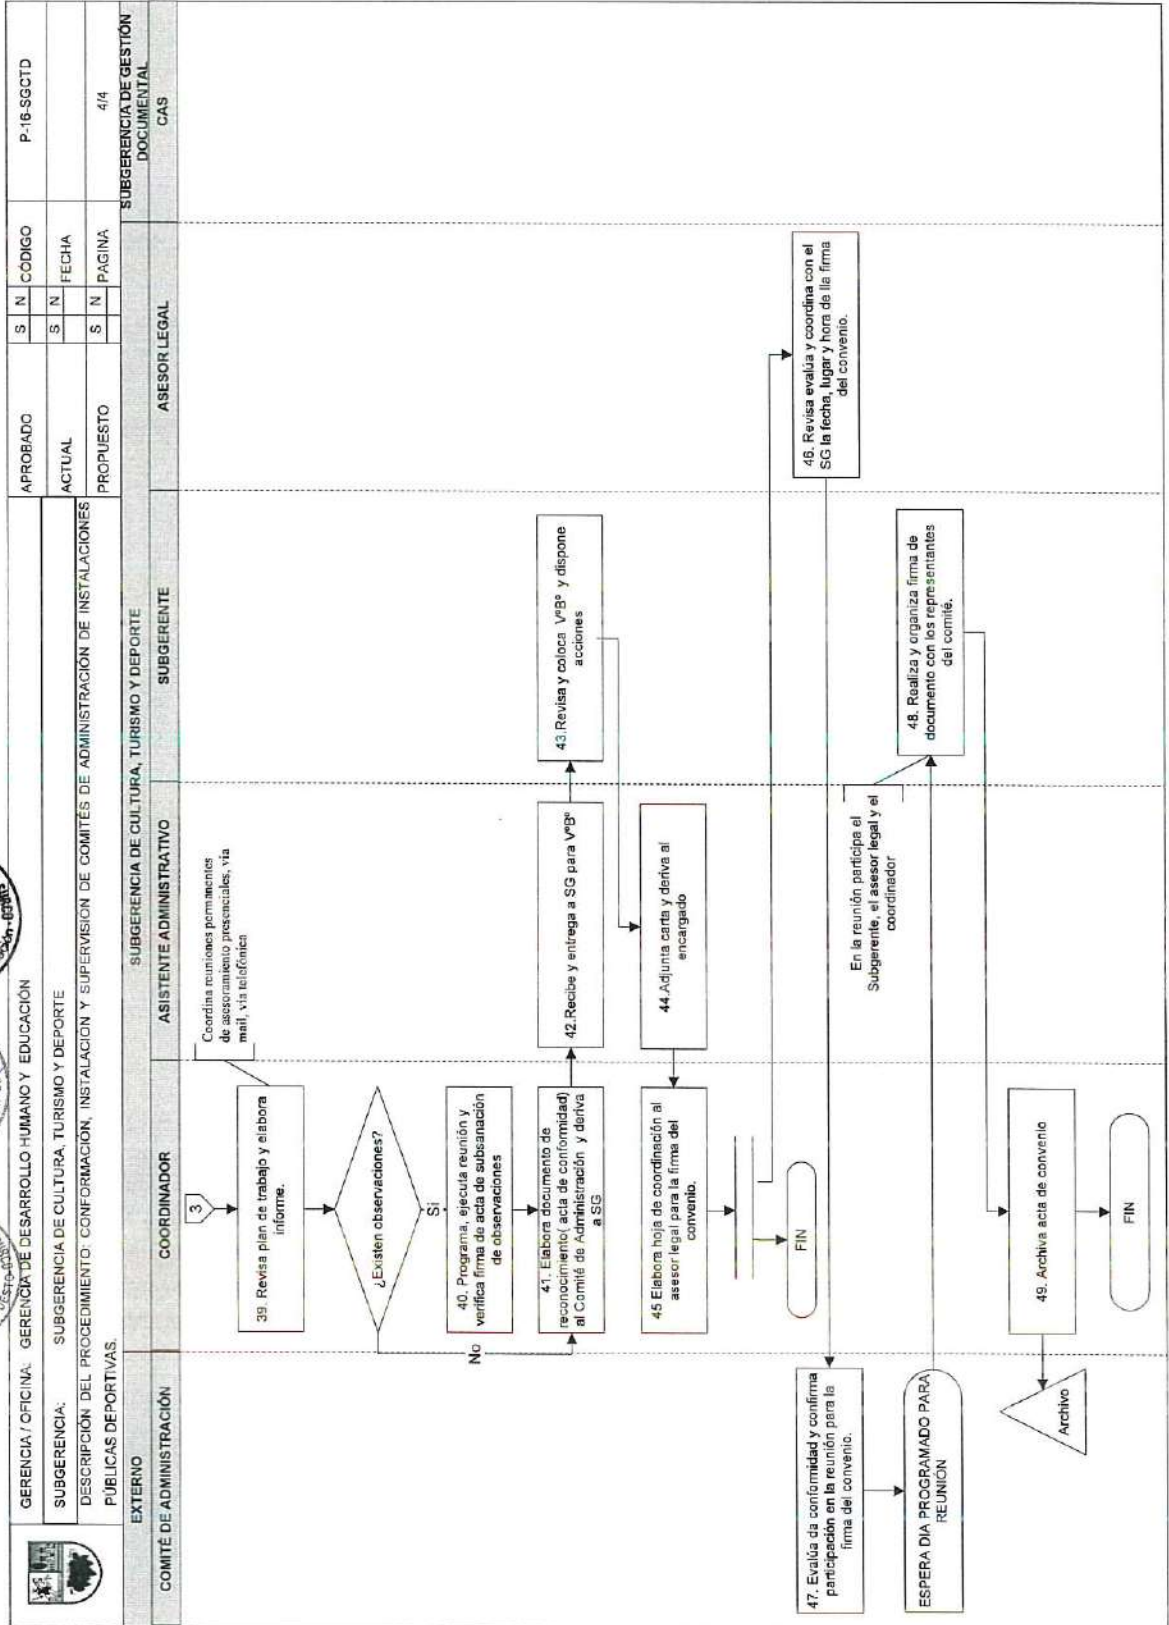 GERENCIA / OFICINA: GERENCIA DE DESARROLLO HUMANO Y EDUCACIÓN
APROBADO S N CÓDIGO P-16-SGCTD
SUBGERENCIA: SUBGERENCIA DE CULTURA, TURISMO Y DEPORTE
ACTUAL S N FECHA
DESCRIPCIÓN DEL PROCEDIMIENTO: CONFORMACIÓN, INSTALACION Y SUPERVISIÓN DE COMITÉS DE ADMINISTRACIÓN DE INSTALACIONES
PÚBLICAS DEPORTIVAS.
PROPUESTO S N PAGINA 4/4
EXTERNO
SUBGERENCIA DE CULTURA, TURISMO Y DEPORTE
SUBGERENCIA DE GESTIÓN
DOCUMENTAL
COMITÉ DE ADMINISTRACIÓN
COORDINADOR
ASISTENTE ADMINISTRATIVO
SUBGERENTE
ASESOR LEGAL
CAS
3
Coordina reuniones permanentes
de asesoramiento presenciales, via
mail, vía telefónica
39. Revisa plan de trabajo y elabora
informe.
¿Existen observaciones?
Si
No
40. Programa, ejecuta reunión y
verifica firma de acta de subsanación
de observaciones
41. Elabora documento de
reconocimiento( acta de conformidad)
al Comité de Administración y deriva
a SG
42.Recibe y entrega a SG para VºBº
43.Revisa y coloca VºBº y dispone
acciones
44.Adjunta carta y deriva al
encargado
45 Elabora hoja de coordinación al
asesor legal para la firma del
convenio.
FIN
46. Revisa evalúa y coordina con el
SG la fecha, lugar y hora de lla firma
del convenio.
47. Evalúa da conformidad y confirma
participación en la reunión para la
firma del convenio.
ESPERA DIA PROGRAMADO PARA
REUNIÓN
En la reunión participa el
Subgerente, el asesor legal y el
coordinador
48. Realiza y organiza firma de
documento con los representantes
del comité.
49. Archiva acta de convenio
Archivo
FIN